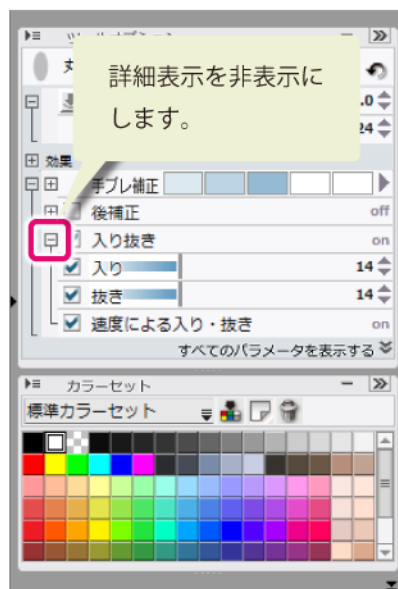 詳細表示を非表示に
します。
24
効果
手ブレ補正
後補正 off
入り抜き on
入り 14
抜き 14
速度による入り・抜き on
すべてのパラメータを表示する
カラーセット
標準カラーセット